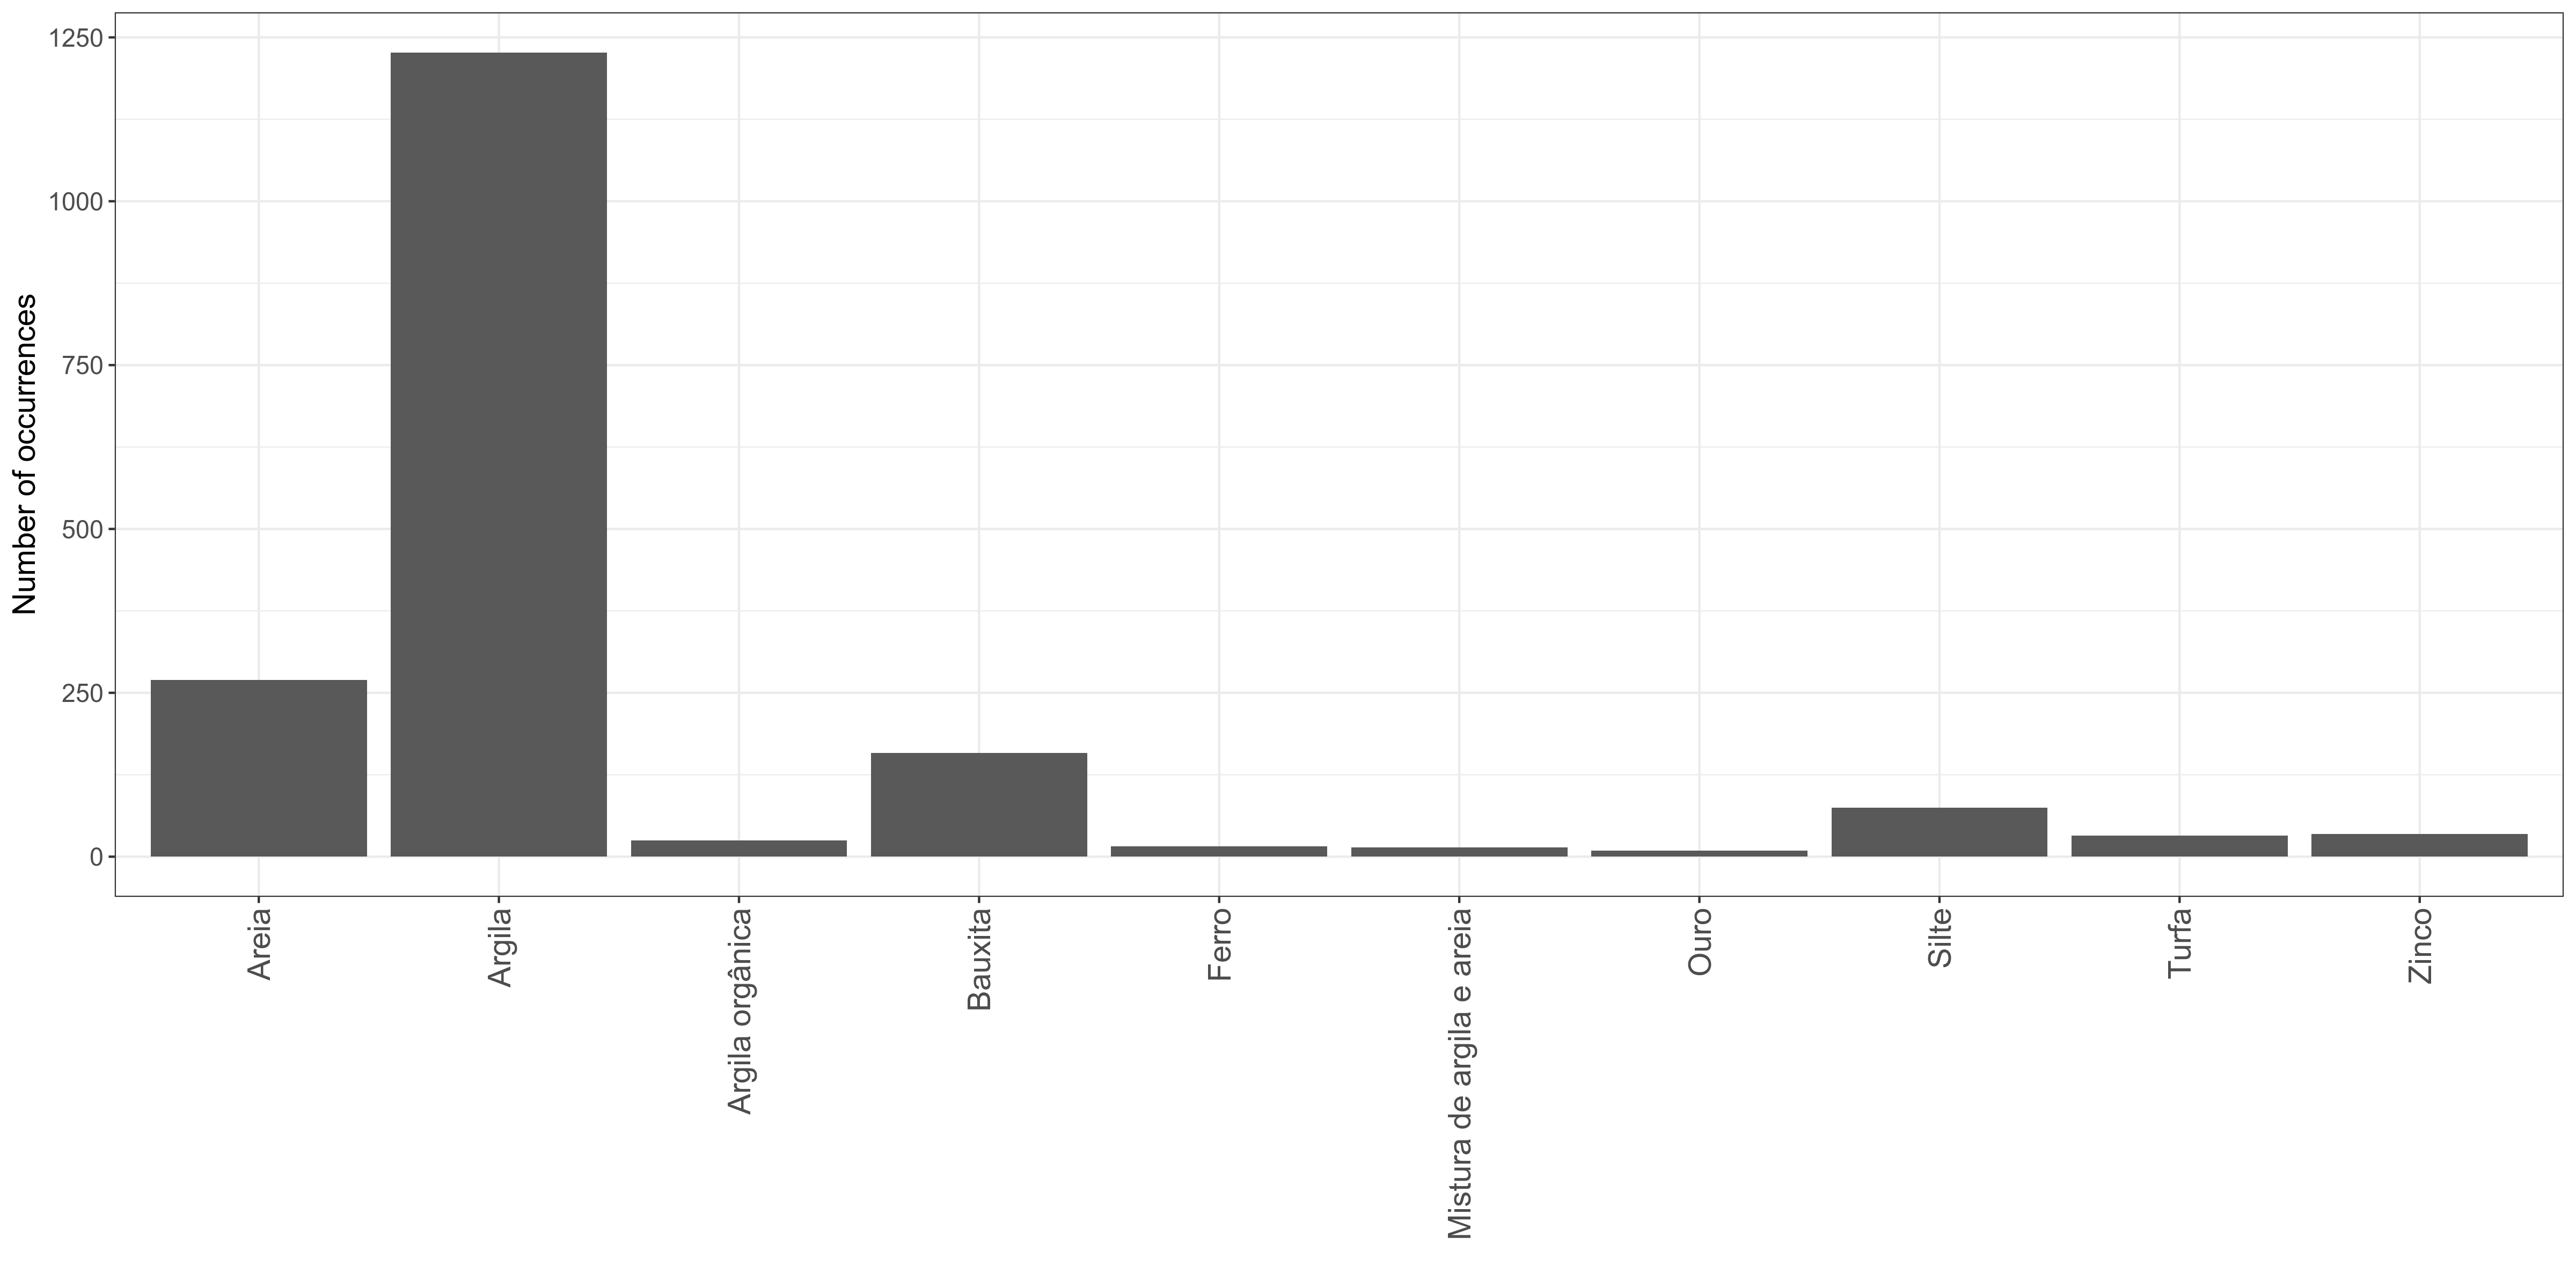 Number of occurrences
1250
1000
750
500
250
0
Areia
Argila
Argila orgânica
Bauxita
Ferro
Mistura de argila e areia
Ouro
Silte
Turfa
Zinco